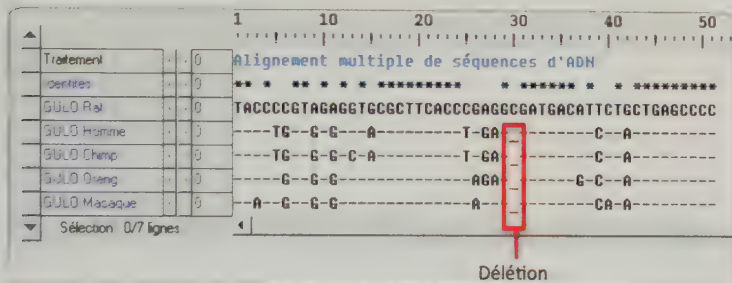 1 10 20 30 40 50
Traitement 0 Alignement multiple de séquences d'ADN
Identités 0 ** * ** * ** * ********* * ***** * * *********
GULO Rat 0 TACCCCGTAGAGGTGCGCTTCACCCGAGGCGATGACATTCTGCTGAGCCCC
GULO Homme 0 ----TG--G-G---A---------T-GA-_--------C--A---------
GULO Chimp 0 ----TG--G-G-C-A---------T-GA-_--------C--A---------
GULO Orang 0 -----G--G-G--------------AGA-_------G-C--A---------
GULO Macaque 0 --A--G--G-G--------------A---_--------CA-A---------
Sélection 0/7 lignes
Délétion